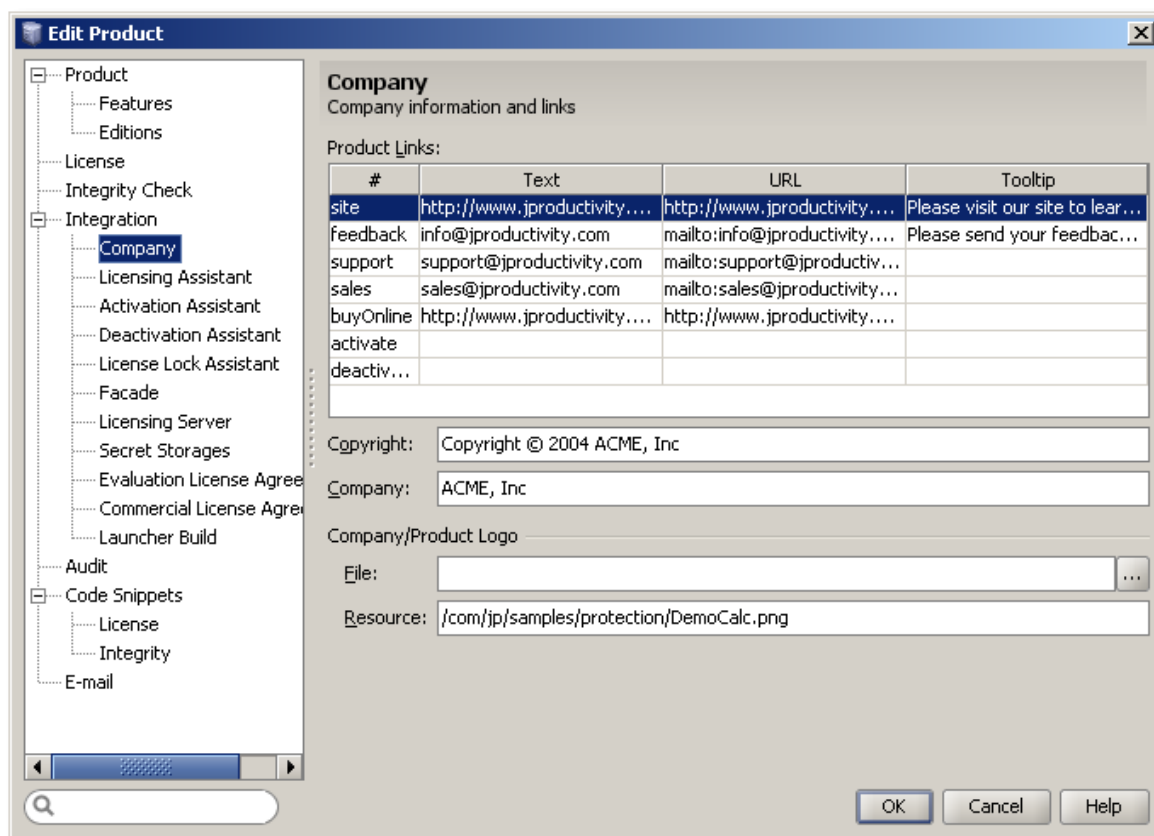 Edit Product
Product
Features
Editions
License
Integrity Check
Integration
Company
Licensing Assistant
Activation Assistant
Deactivation Assistant
License Lock Assistant
Facade
Licensing Server
Secret Storages
Evaluation License Agree
Commercial License Agre
Launcher Build
Audit
Code Snippets
License
Integrity
E-mail
Company
Company information and links
Product Links:
# Text URL Tooltip
site http://www.jproductivity.... http://www.jproductivity.... Please visit our site to lear...
feedback info@jproductivity.com mailto:info@jproductivity.... Please send your feedbac...
support support@jproductivity.com mailto:support@jproductiv...
sales sales@jproductivity.com mailto:sales@jproductivity...
buyOnline http://www.jproductivity.... http://www.jproductivity....
activate
deactiv...
Copyright: Copyright © 2004 ACME, Inc
Company: ACME, Inc
Company/Product Logo
File: ...
Resource: /com/jp/samples/protection/DemoCalc.png
OK Cancel Help